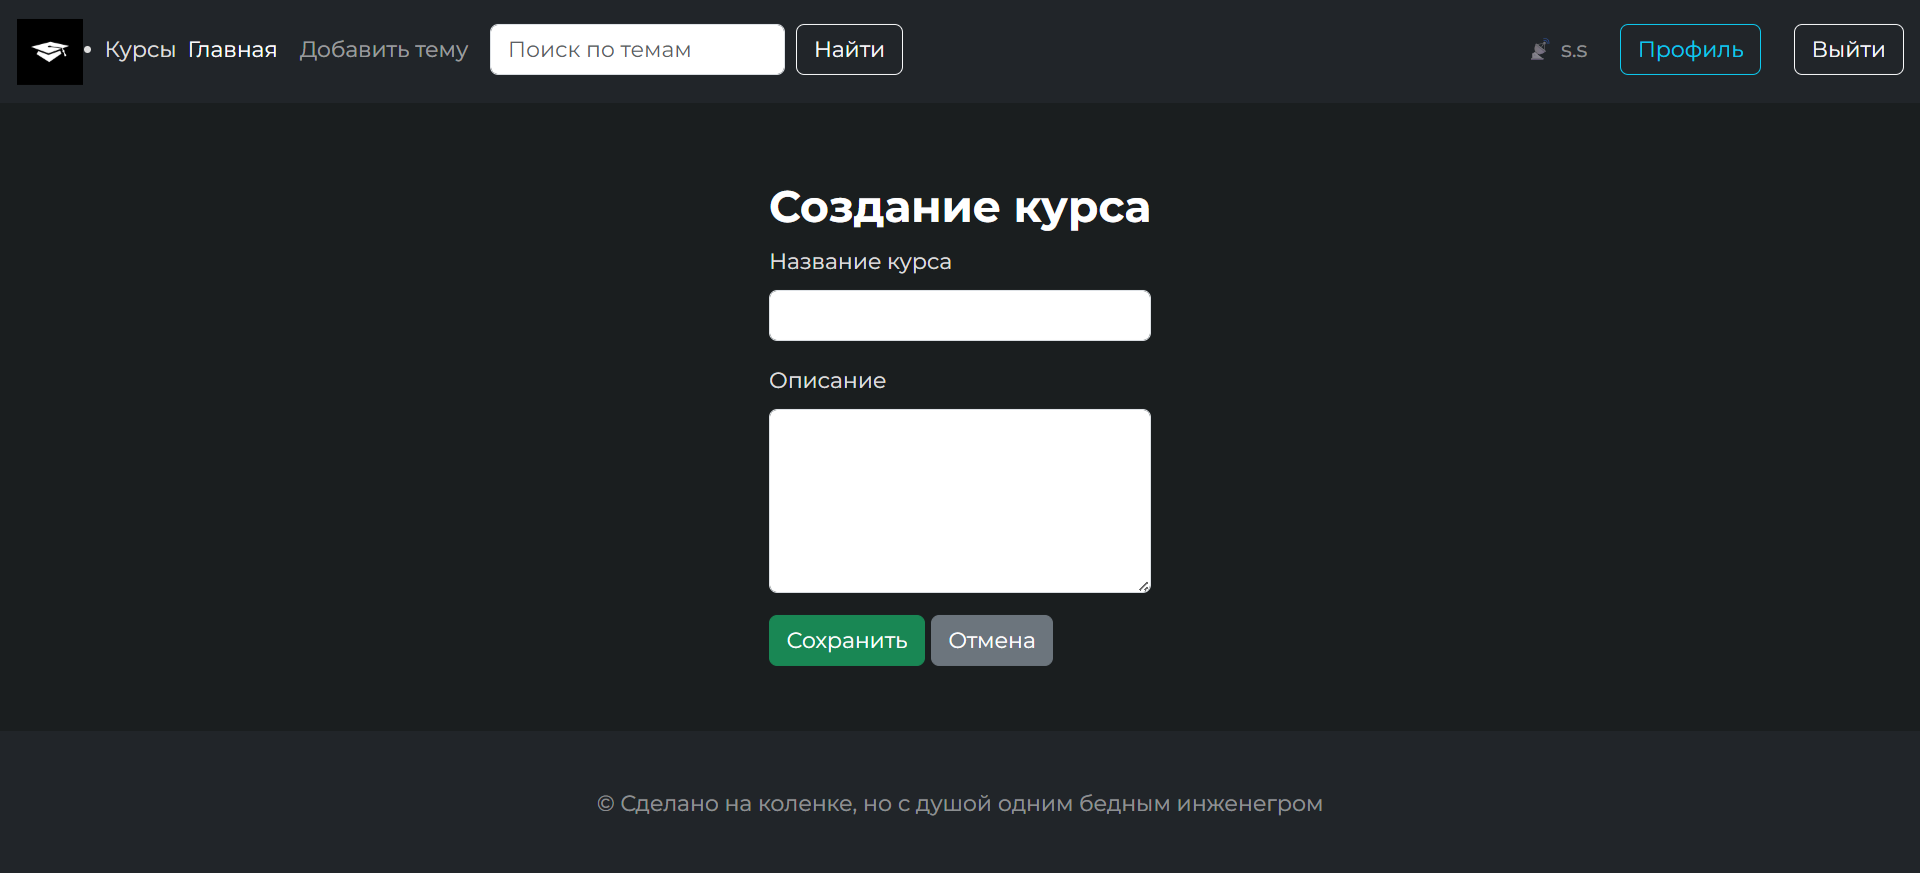 Курсы Главная Добавить тему Поиск по темам Найти s.s Профиль Выйти
Создание курса
Название курса
Описание
Сохранить Отмена
© Сделано на коленке, но с душой одним бедным инженегром